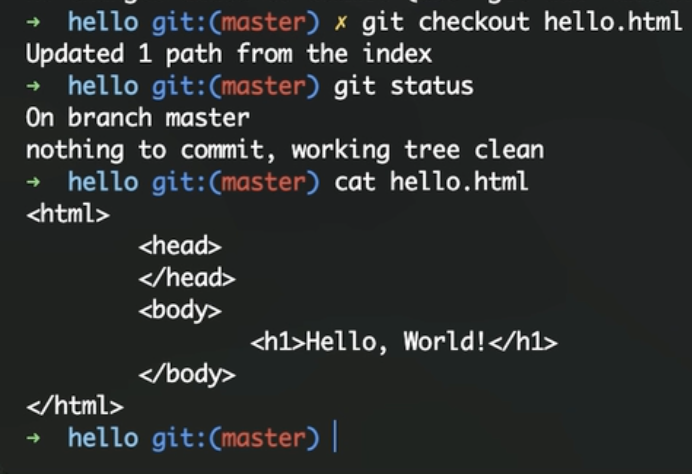 → hello git:(master) ✗ git checkout hello.html
Updated 1 path from the index
→ hello git:(master) git status
On branch master
nothing to commit, working tree clean
→ hello git:(master) cat hello.html
<html>
        <head>
        </head>
        <body>
                <h1>Hello, World!</h1>
        </body>
</html>
→ hello git:(master)